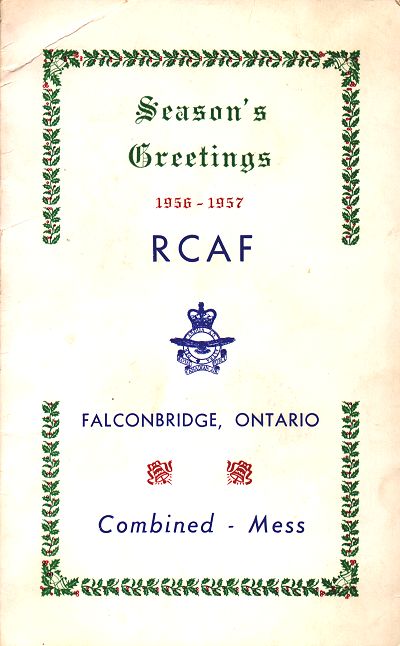 Season's
Greetings
1956 - 1957
RCAF
FALCONBRIDGE, ONTARIO
Combined - Mess